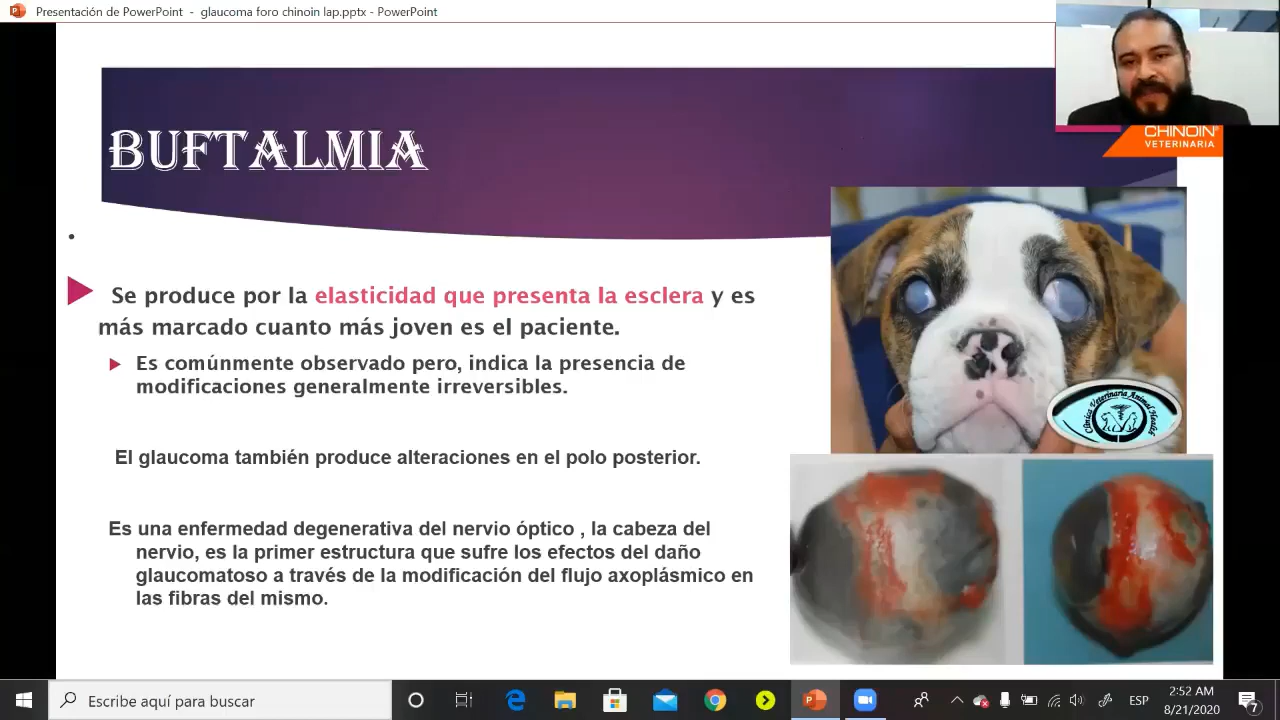 Presentación de PowerPoint - glaucoma foro chinoin lap.pptx - PowerPoint
CHINOIN®
VETERINARIA
BUFTALMIA
•
Se produce por la elasticidad que presenta la esclera y es
más marcado cuanto más joven es el paciente.
Es comúnmente observado pero, indica la presencia de
modificaciones generalmente irreversibles.
El glaucoma también produce alteraciones en el polo posterior.
Es una enfermedad degenerativa del nervio óptico , la cabeza del
nervio, es la primer estructura que sufre los efectos del daño
glaucomatoso a través de la modificación del flujo axoplásmico en
las fibras del mismo.
Clínica Veterinaria Animal Health
Escribe aquí para buscar
ESP
2:52 AM
8/21/2020
7